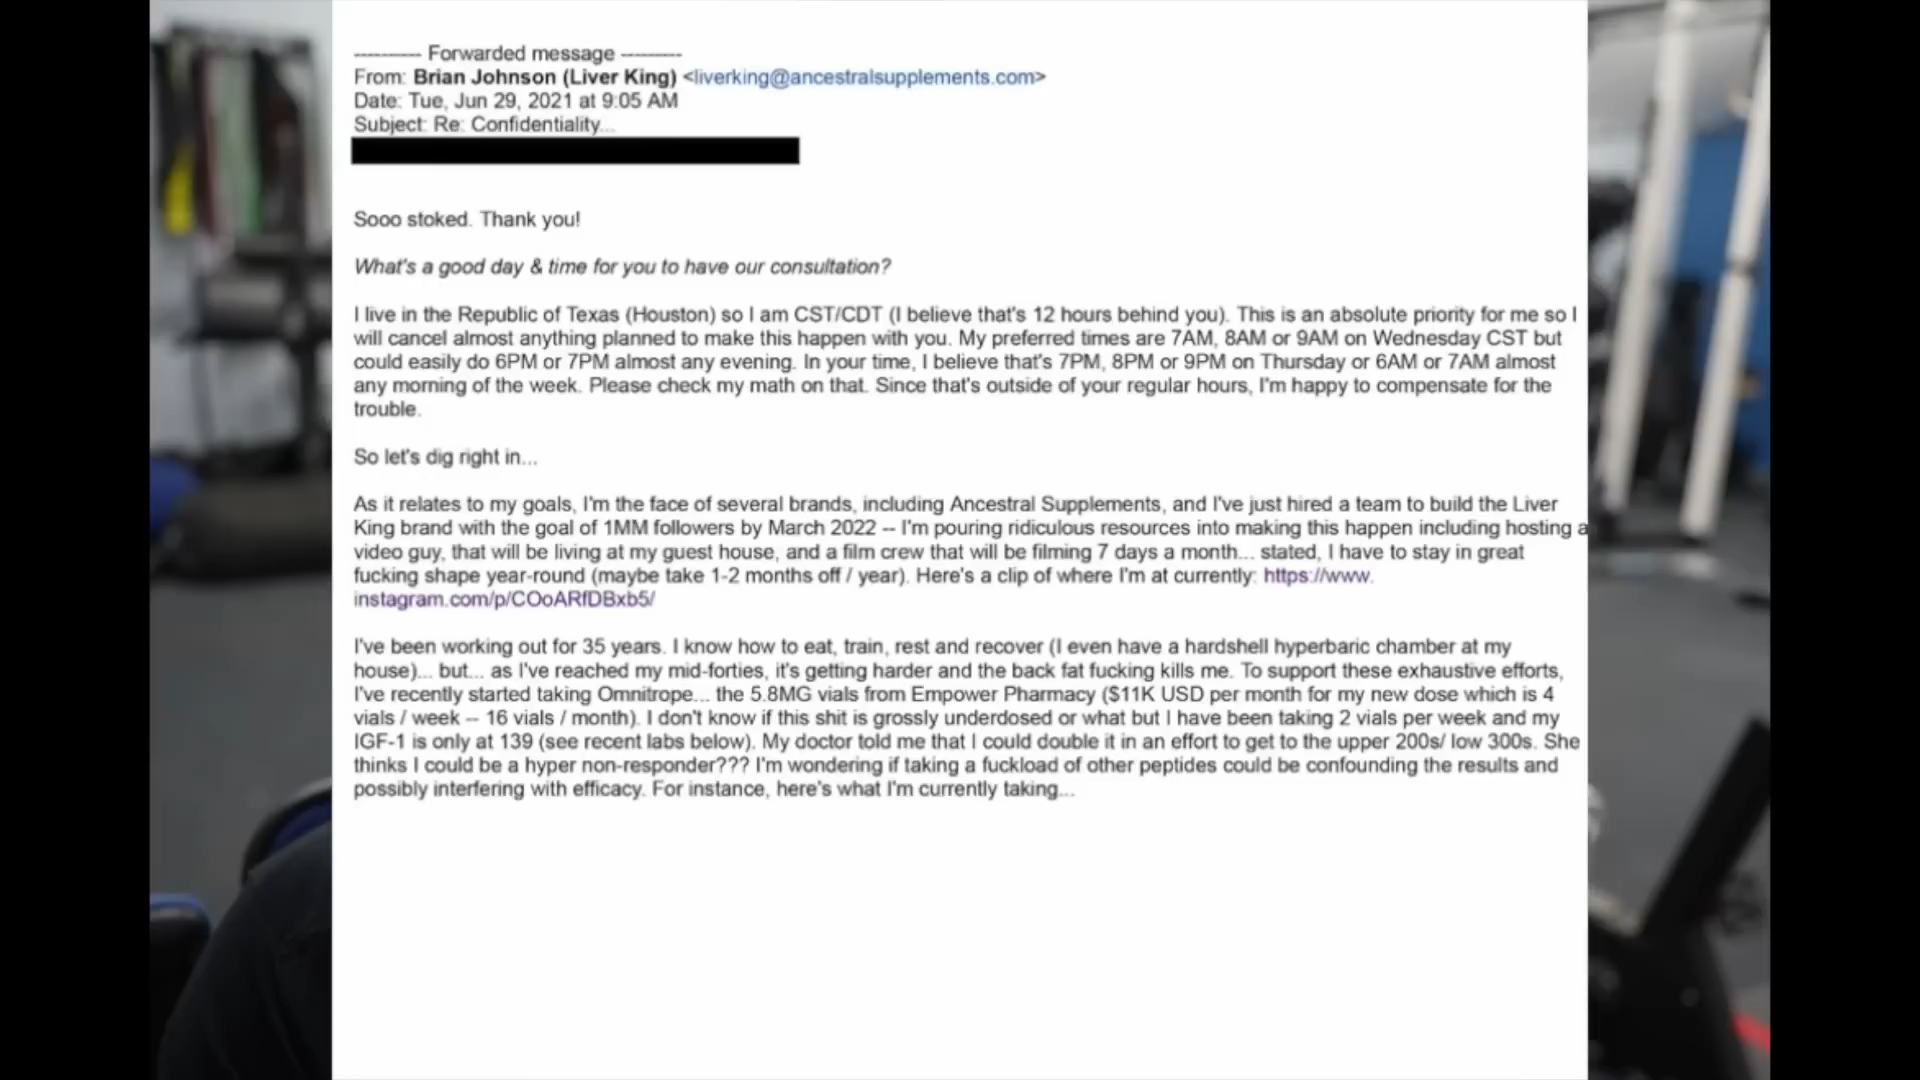 ---------- Forwarded message ---------
From: Brian Johnson (Liver King) <liverking@ancestralsupplements.com>
Date: Tue, Jun 29, 2021 at 9:05 AM
Subject: Re: Confidentiality...
Sooo stoked. Thank you!
What's a good day & time for you to have our consultation?
I live in the Republic of Texas (Houston) so I am CST/CDT (I believe that's 12 hours behind you). This is an absolute priority for me so I
will cancel almost anything planned to make this happen with you. My preferred times are 7AM, 8AM or 9AM on Wednesday CST but
could easily do 6PM or 7PM almost any evening. In your time, I believe that's 7PM, 8PM or 9PM on Thursday or 6AM or 7AM almost
any morning of the week. Please check my math on that. Since that's outside of your regular hours, I'm happy to compensate for the
trouble.
So let's dig right in...
As it relates to my goals, I'm the face of several brands, including Ancestral Supplements, and I've just hired a team to build the Liver
King brand with the goal of 1MM followers by March 2022 -- I'm pouring ridiculous resources into making this happen including hosting a
video guy, that will be living at my guest house, and a film crew that will be filming 7 days a month... stated, I have to stay in great
fucking shape year-round (maybe take 1-2 months off / year). Here's a clip of where I'm at currently: https://www.
instagram.com/p/COoARfDBxb5/
I've been working out for 35 years. I know how to eat, train, rest and recover (I even have a hardshell hyperbaric chamber at my
house)... but... as I've reached my mid-forties, it's getting harder and the back fat fucking kills me. To support these exhaustive efforts,
I've recently started taking Omnitrope... the 5.8MG vials from Empower Pharmacy ($11K USD per month for my new dose which is 4
vials / week -- 16 vials / month). I don't know if this shit is grossly underdosed or what but I have been taking 2 vials per week and my
IGF-1 is only at 139 (see recent labs below). My doctor told me that I could double it in an effort to get to the upper 200s/ low 300s. She
thinks I could be a hyper non-responder??? I'm wondering if taking a fuckload of other peptides could be confounding the results and
possibly interfering with efficacy. For instance, here's what I'm currently taking...